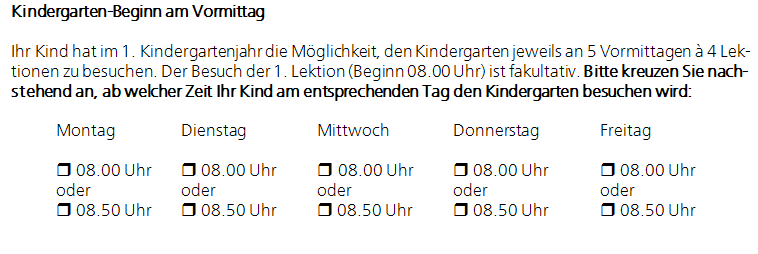 Kindergarten-Beginn am Vormittag
Ihr Kind hat im 1. Kindergartenjahr die Möglichkeit, den Kindergarten jeweils an 5 Vormittagen à 4 Lek-
tionen zu besuchen. Der Besuch der 1. Lektion (Beginn 08.00 Uhr) ist fakultativ. Bitte kreuzen Sie nach-
stehend an, ab welcher Zeit Ihr Kind am entsprechenden Tag den Kindergarten besuchen wird:
Montag Dienstag Mittwoch Donnerstag Freitag
❒ 08.00 Uhr ❒ 08.00 Uhr ❒ 08.00 Uhr ❒ 08.00 Uhr ❒ 08.00 Uhr
oder oder oder oder oder
❒ 08.50 Uhr ❒ 08.50 Uhr ❒ 08.50 Uhr ❒ 08.50 Uhr ❒ 08.50 Uhr